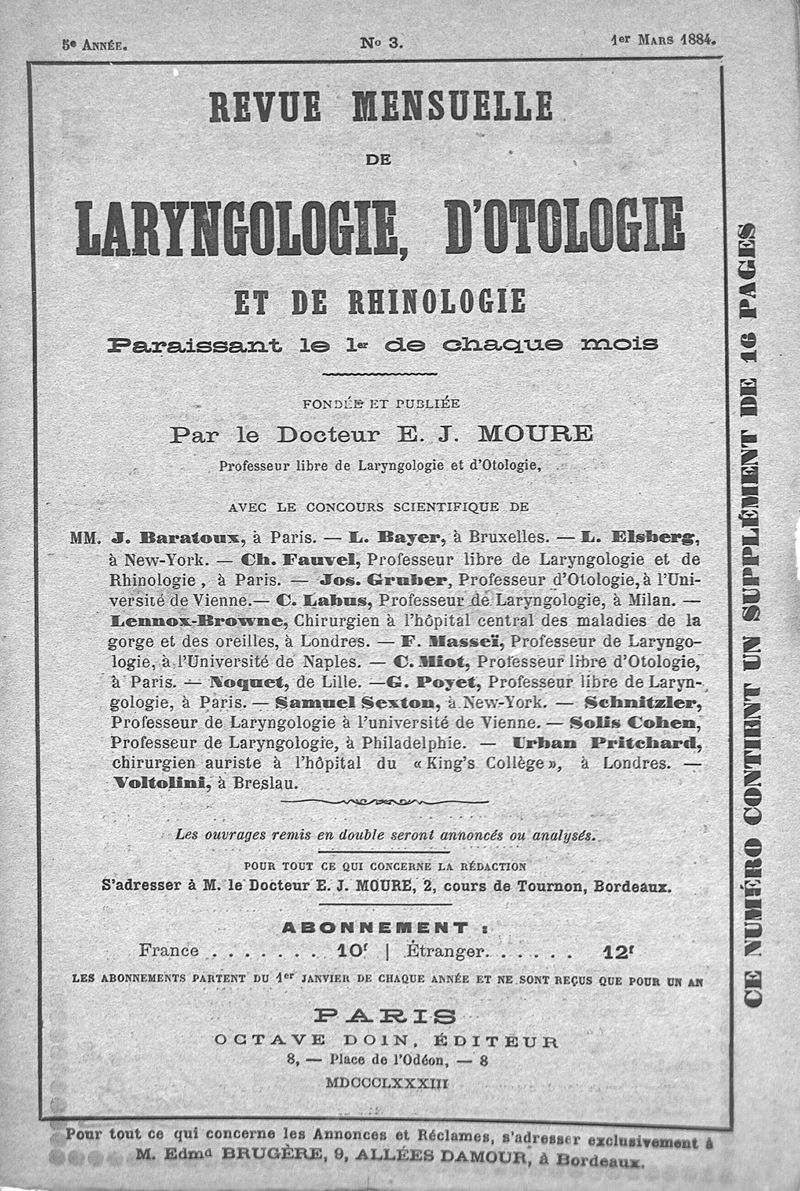 5e ANNÉE.
No 3.
1er MARS 1884.
REVUE MENSUELLE
DE
LARYNGOLOGIE, D'OTOLOGIE
ET DE RHINOLOGIE
Paraissant le 1er de chaque mois
FONDÉE ET PUBLIÉE
Par le Docteur E. J. MOURE
Professeur libre de Laryngologie et d'Otologie,
AVEC LE CONCOURS SCIENTIFIQUE DE
MM. J. Baratoux, à Paris. — L. Bayer, à Bruxelles. — L. Elsberg,
à New-York. — Ch. Fauvel, Professeur libre de Laryngologie et de
Rhinologie, à Paris. — Jos. Gruber, Professeur d'Otologie, à l'Uni-
versité de Vienne. — C. Labus, Professeur de Laryngologie, à Milan. —
Lennox-Browne, Chirurgien à l'hôpital central des maladies de la
gorge et des oreilles, à Londres. — F. Masseï, Professeur de Laryngo-
logie, à l'Université de Naples. — C. Miot, Professeur libre d'Otologie,
à Paris. — Noquet, de Lille. — G. Poyet, Professeur libre de Laryn-
gologie, à Paris. — Samuel Sexton, à New-York. — Schnitzler,
Professeur de Laryngologie à l'université de Vienne. — Solis Cohen,
Professeur de Laryngologie, à Philadelphie. — Urban Pritchard,
chirurgien auriste à l'hôpital du « King's Collège », à Londres. —
Voltolini, à Breslau.
Les ouvrages remis en double seront annoncés ou analysés.
POUR TOUT CE QUI CONCERNE LA RÉDACTION
S'adresser à M. le Docteur E. J. MOURE, 2, cours de Tournon, Bordeaux.
ABONNEMENT :
France . . . . . . . 10f | Étranger. . . . . . 12f
LES ABONNEMENTS PARTENT DU 1er JANVIER DE CHAQUE ANNÉE ET NE SONT REÇUS QUE POUR UN AN
PARIS
OCTAVE DOIN, ÉDITEUR
8, — Place de l'Odéon, — 8
MDCCCLXXXIII
CE NUMÉRO CONTIENT UN SUPPLÉMENT DE 16 PAGES
Pour tout ce qui concerne les Annonces et Réclames, s'adresser exclusivement à
M. Edmd BRUGÈRE, 9, ALLÉES DAMOUR, à Bordeaux.